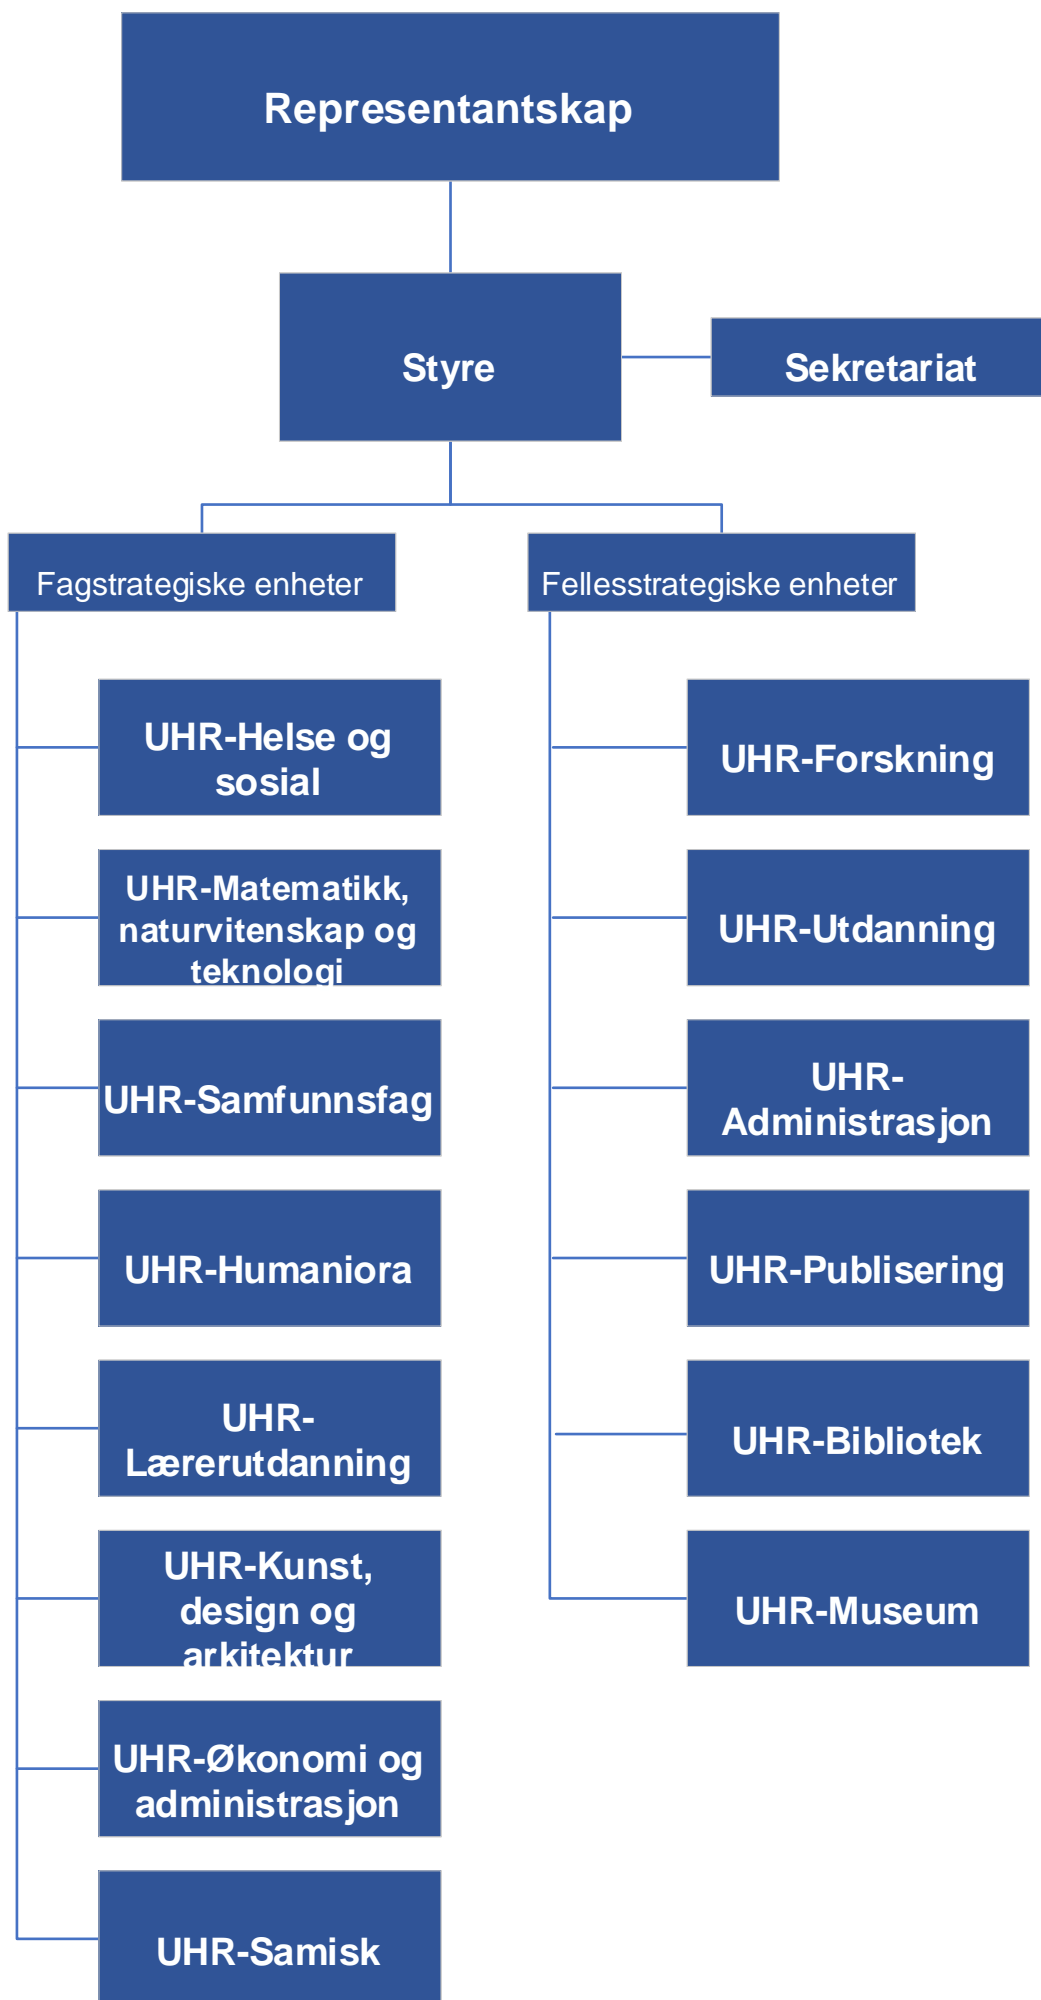 Representantskap
Styre
Sekretariat
Fagstrategiske enheter
Fellesstrategiske enheter
UHR-Helse og
sosial
UHR-Matematikk,
naturvitenskap og
teknologi
UHR-Samfunnsfag
UHR-Humaniora
UHR-
Lærerutdanning
UHR-Kunst,
design og
arkitektur
UHR-Økonomi og
administrasjon
UHR-Samisk
UHR-Forskning
UHR-Utdanning
UHR-
Administrasjon
UHR-Publisering
UHR-Bibliotek
UHR-Museum